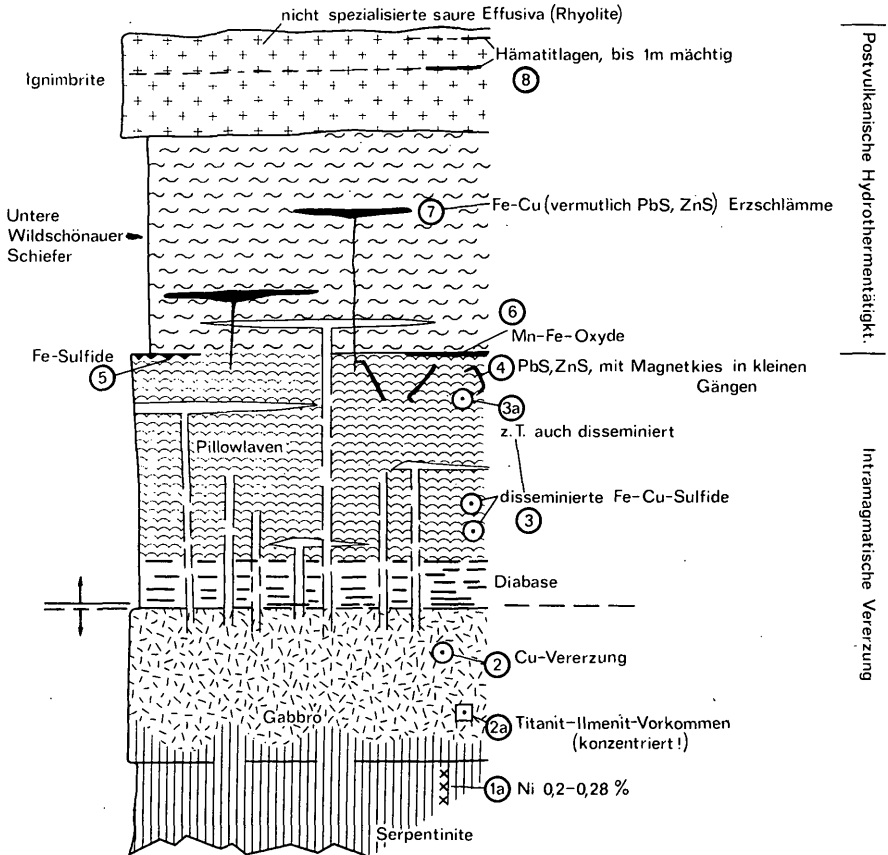 nicht spezialisierte saure Effusiva (Rhyolite)
Hämatitlagen, bis 1m mächtig
8
Ignimbrite
Postvulkanische Hydrothermentätigkt.
7
Fe-Cu (vermutlich PbS, ZnS) Erzschlämme
Untere
Wildschönauer
Schiefer
6
Mn-Fe-Oxyde
Fe-Sulfide
5
4
PbS, ZnS, mit Magnetkies in kleinen
Gängen
3a
z.T. auch disseminiert
Pillowlaven
Intramagmatische Vererzung
disseminierte Fe-Cu-Sulfide
3
Diabase
2
Cu-Vererzung
Gabbro
2a
Titanit-Ilmenit-Vorkommen
(konzentriert!)
1a
Ni 0,2-0,28 %
Serpentinite